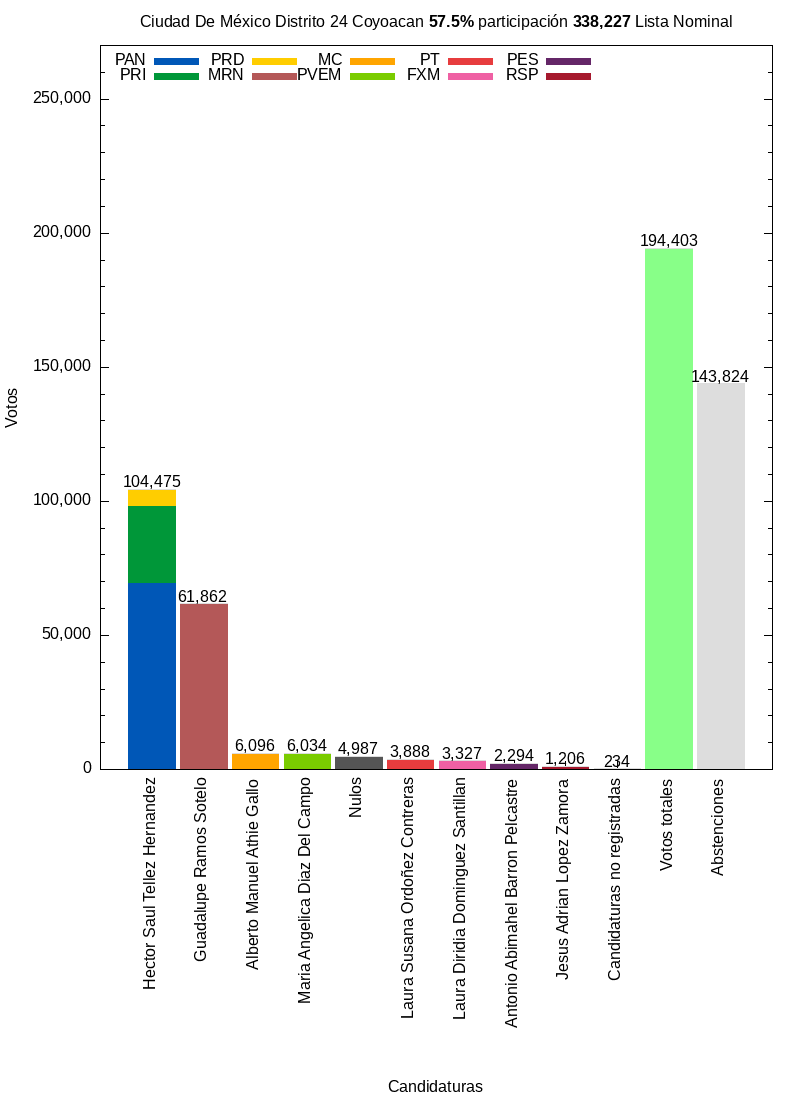 Ciudad De México Distrito 24 Coyoacan 57.5% participación 338,227 Lista Nominal
PAN PRD MC PT PES
PRI MRN PVEM FXM RSP
250,000
200,000
150,000
100,000
50,000
0
Votos
104,475
61,862
6,096
6,034
4,987
3,888
3,327
2,294
1,206
234
194,403
143,824
Hector Saul Tellez Hernandez
Guadalupe Ramos Sotelo
Alberto Manuel Athie Gallo
Maria Angelica Diaz Del Campo
Nulos
Laura Susana Ordoñez Contreras
Laura Diridia Dominguez Santillan
Antonio Abimahel Barron Pelcastre
Jesus Adrian Lopez Zamora
Candidaturas no registradas
Votos totales
Abstenciones
Candidaturas